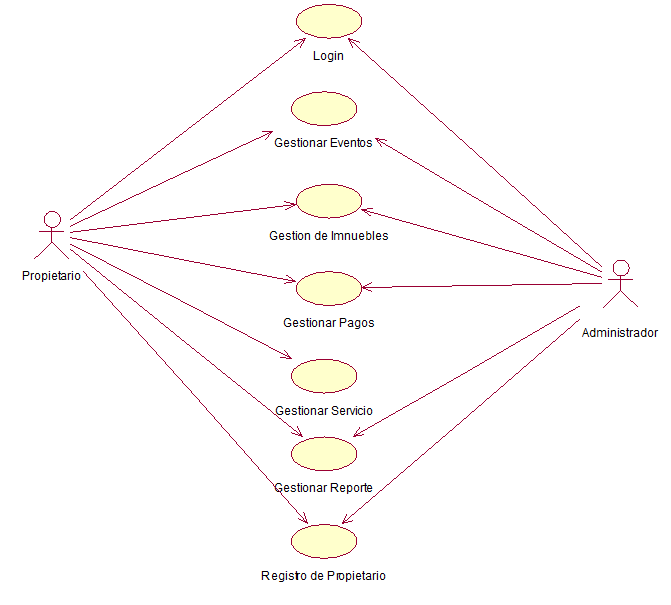 Login
Gestionar Eventos
Gestion de Imnuebles
Propietario
Gestionar Pagos
Administrador
Gestionar Servicio
Gestionar Reporte
Registro de Propietario